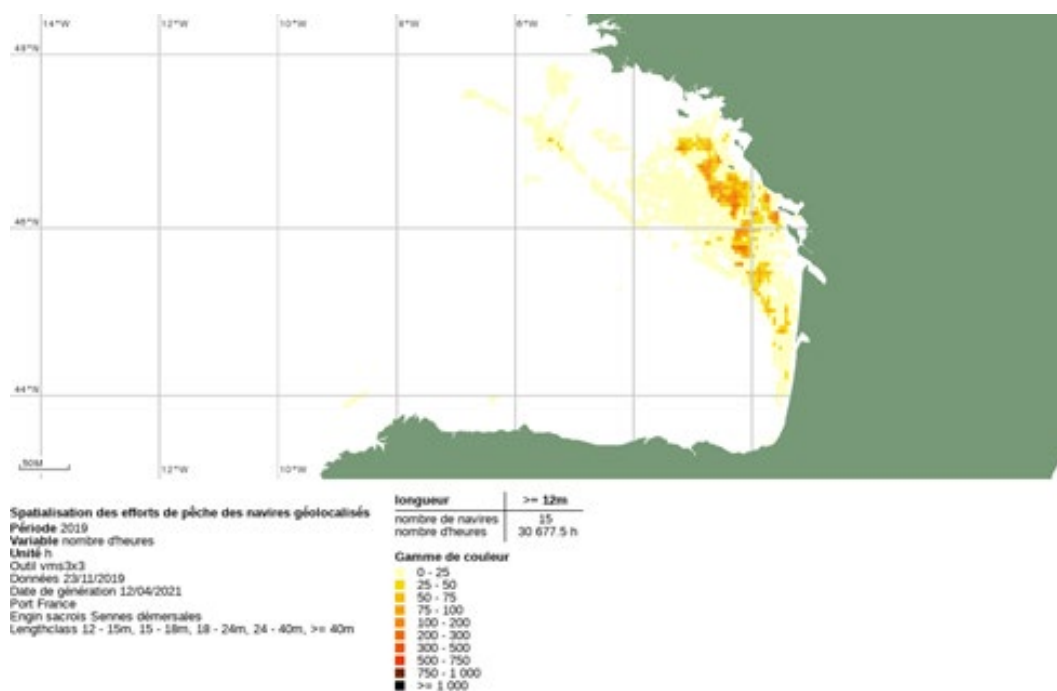 14°W 12°W 10°W 8°W 6°W
48°N
46°N
44°N
50M
12°W 10°W
Spatialisation des efforts de pêche des navires géolocalisés
Période 2019
Variable nombre d'heures
Unité h
Outil vms3x3
Données 23/11/2019
Date de génération 12/04/2021
Port France
Engin sacrois Sennes démersales
Lengthclass 12 - 15m, 15 - 18m, 18 - 24m, 24 - 40m, >= 40m
longueur >= 12m
nombre de navires 15
nombre d'heures 30 677.5 h
Gamme de couleur
0 - 25
25 - 50
50 - 75
75 - 100
100 - 200
200 - 300
300 - 500
500 - 750
750 - 1 000
>= 1 000